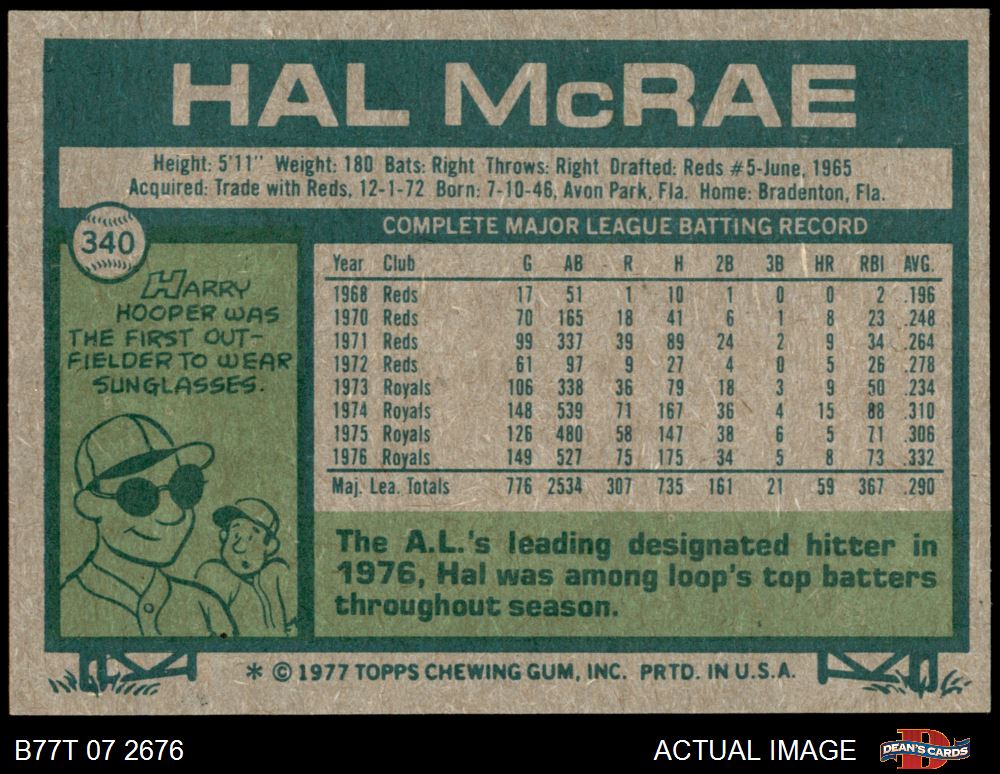 HAL McRAE
Height: 5'11" Weight: 180 Bats: Right Throws: Right Drafted: Reds #5-June, 1965
Acquired: Trade with Reds, 12-1-72 Born: 7-10-46, Avon Park, Fla. Home: Bradenton, Fla.
340
HARRY
HOOPER WAS
THE FIRST OUT-
FIELDER TO WEAR
SUNGLASSES.
COMPLETE MAJOR LEAGUE BATTING RECORD
Year Club G AB R H 2B 3B HR RBI AVG.
1968 Reds 17 51 1 10 1 0 0 2 .196
1970 Reds 70 165 18 41 6 1 8 23 .248
1971 Reds 99 337 39 89 24 2 9 34 .264
1972 Reds 61 97 9 27 4 0 5 26 .278
1973 Royals 106 338 36 79 18 3 9 50 .234
1974 Royals 148 539 71 167 36 4 15 88 .310
1975 Royals 126 480 58 147 38 6 5 71 .306
1976 Royals 149 527 75 175 34 5 8 73 .332
Maj. Lea. Totals 776 2534 307 735 161 21 59 367 .290
The A.L.'s leading designated hitter in
1976, Hal was among loop's top batters
throughout season.
* © 1977 TOPPS CHEWING GUM, INC. PRTD. IN U.S.A.
B77T 07 2676 ACTUAL IMAGE
DEAN'S CARDS